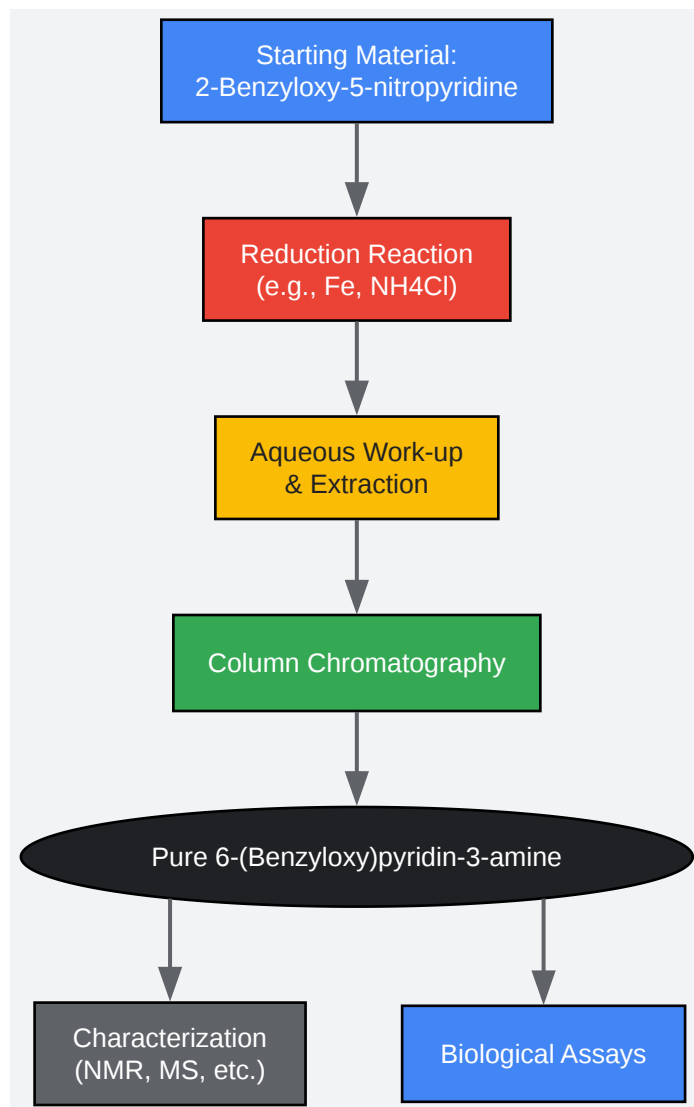 Starting Material:
2-Benzyloxy-5-nitropyridine
Reduction Reaction
(e.g., Fe, NH4Cl)
Aqueous Work-up
& Extraction
Column Chromatography
Pure 6-(Benzyloxy)pyridin-3-amine
Characterization
(NMR, MS, etc.)
Biological Assays